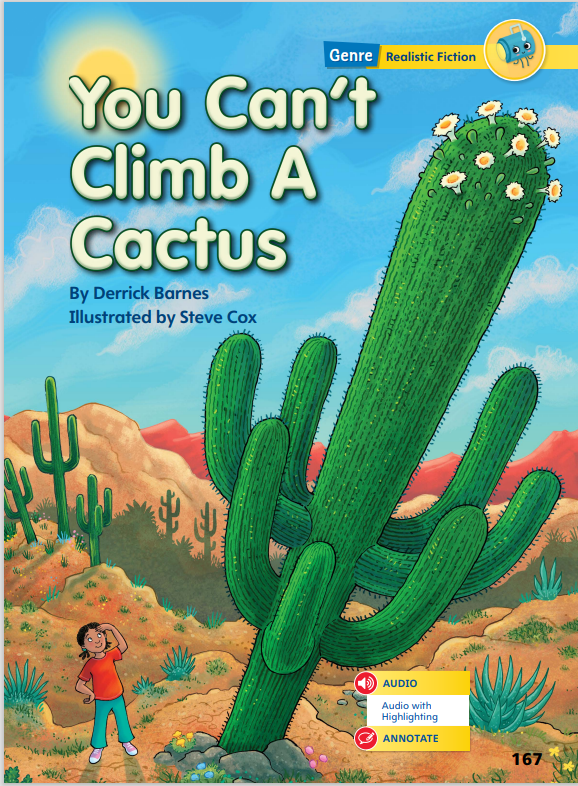 Genre Realistic Fiction
You Can't
Climb A
Cactus
By Derrick Barnes
Illustrated by Steve Cox
AUDIO
Audio with
Highlighting
ANNOTATE
167